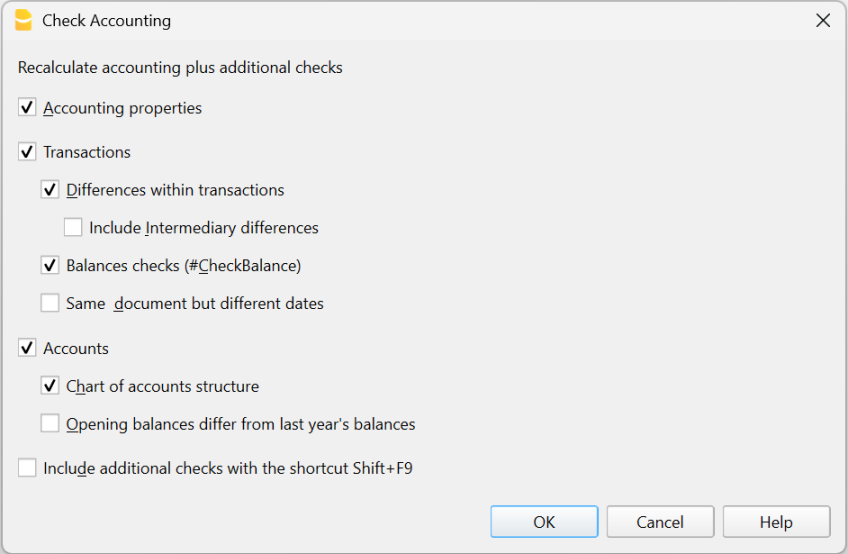 Check Accounting
Recalculate accounting plus additional checks
Accounting properties
Transactions
Differences within transactions
Include Intermediary differences
Balances checks (#CheckBalance)
Same  document but different dates
Accounts
Chart of accounts structure
Opening balances differ from last year's balances
Include additional checks with the shortcut Shift+F9
OK Cancel Help